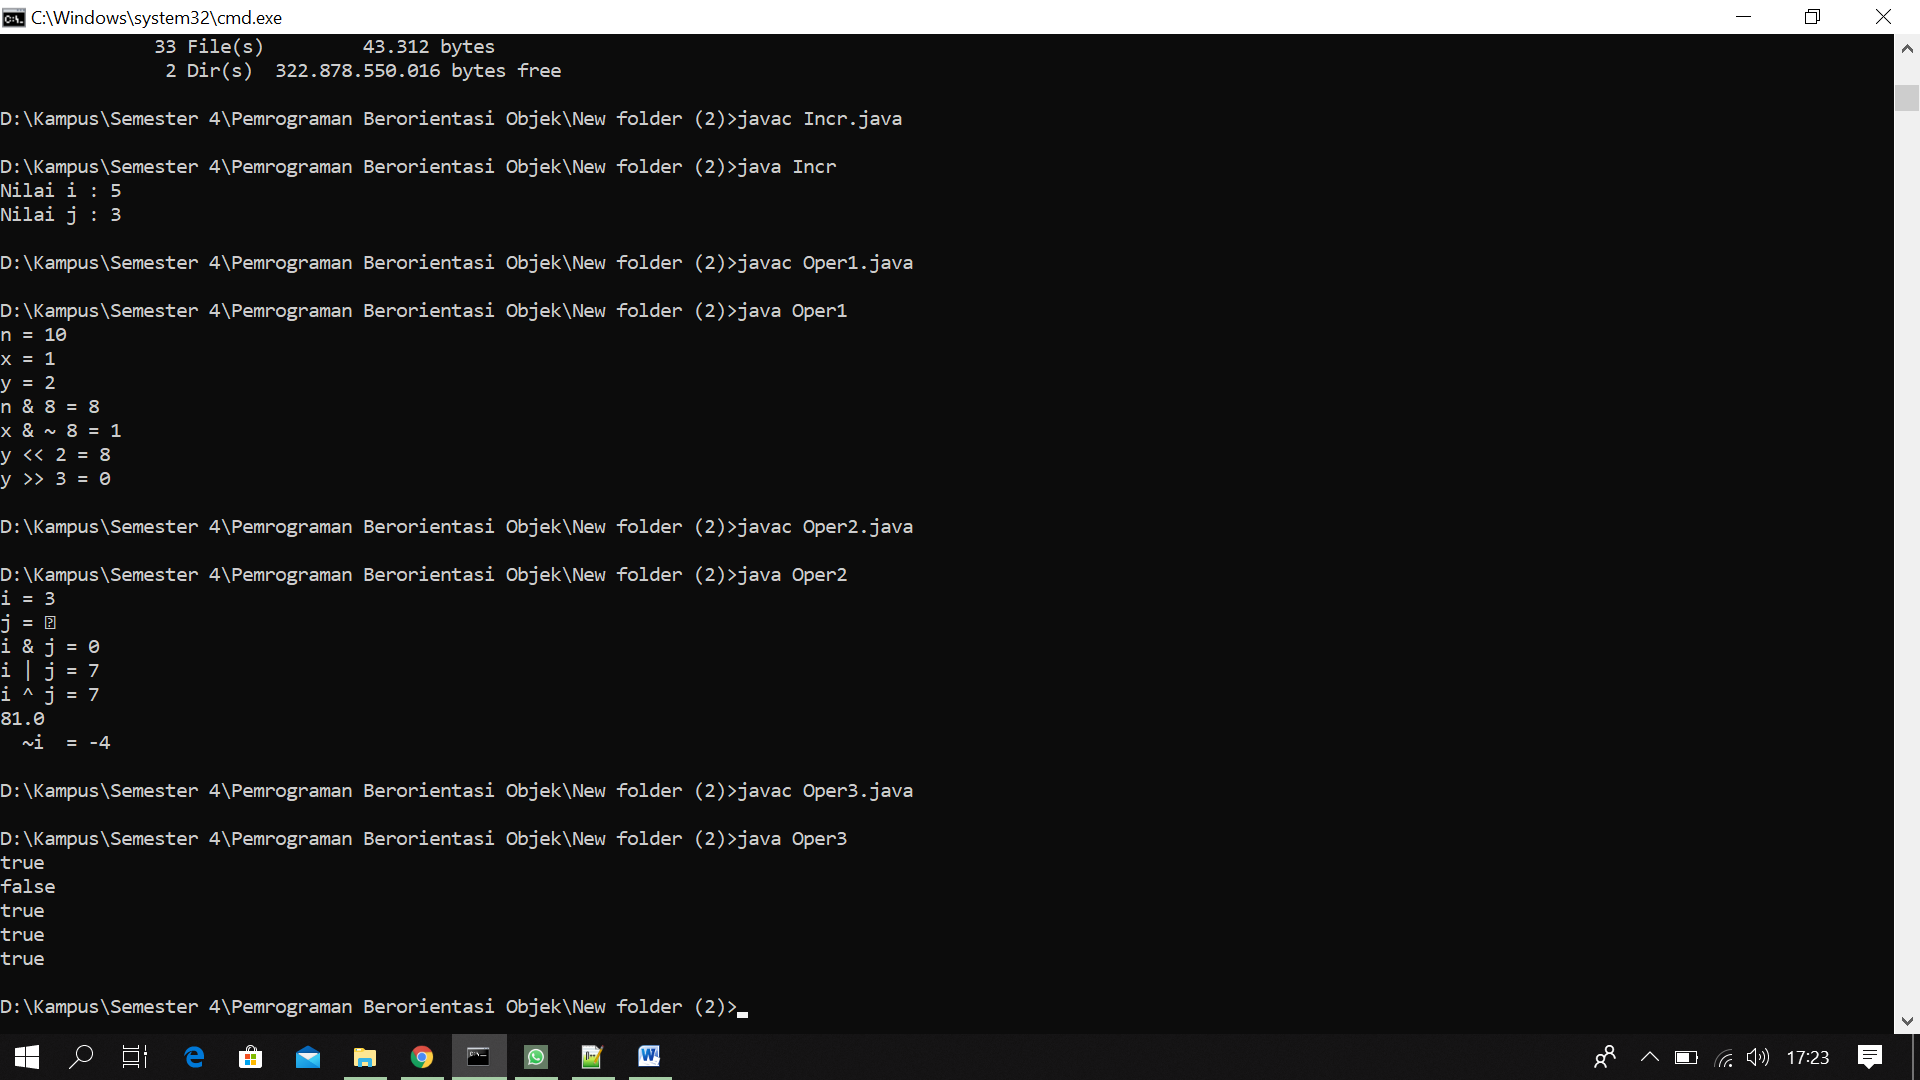 C:\Windows\system32\cmd.exe
33 File(s) 43.312 bytes
2 Dir(s) 322.878.550.016 bytes free
D:\Kampus\Semester 4\Pemrograman Berorientasi Objek\New folder (2)>javac Incr.java
D:\Kampus\Semester 4\Pemrograman Berorientasi Objek\New folder (2)>java Incr
Nilai i : 5
Nilai j : 3
D:\Kampus\Semester 4\Pemrograman Berorientasi Objek\New folder (2)>javac Oper1.java
D:\Kampus\Semester 4\Pemrograman Berorientasi Objek\New folder (2)>java Oper1
n = 10
x = 1
y = 2
n & 8 = 8
x & ~ 8 = 1
y << 2 = 8
y >> 3 = 0
D:\Kampus\Semester 4\Pemrograman Berorientasi Objek\New folder (2)>javac Oper2.java
D:\Kampus\Semester 4\Pemrograman Berorientasi Objek\New folder (2)>java Oper2
i = 3
j = �
i & j = 0
i | j = 7
i ^ j = 7
81.0
~i = -4
D:\Kampus\Semester 4\Pemrograman Berorientasi Objek\New folder (2)>javac Oper3.java
D:\Kampus\Semester 4\Pemrograman Berorientasi Objek\New folder (2)>java Oper3
true
false
true
true
true
D:\Kampus\Semester 4\Pemrograman Berorientasi Objek\New folder (2)>
17:23